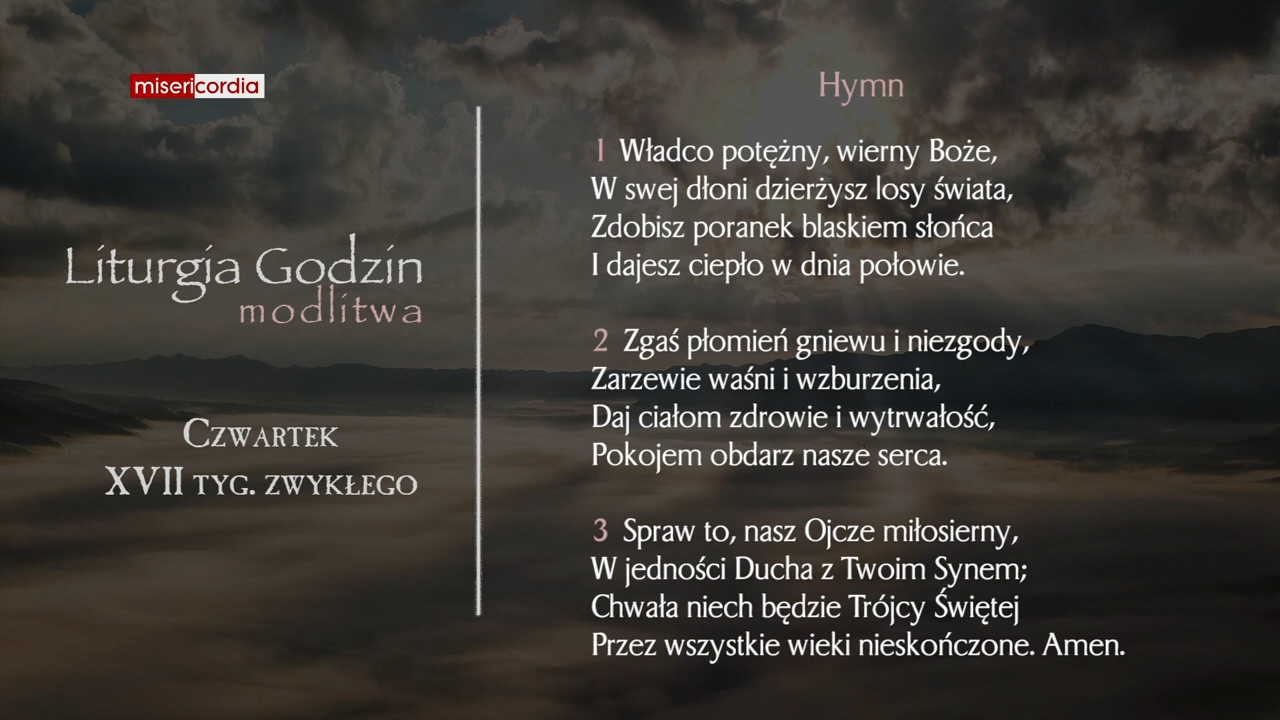 misericordia
Liturgia Godzin
modlitwa
Czwartek
XVII tyg. zwykłego
Hymn
1 Władco potężny, wierny Boże,
W swej dłoni dzierżysz losy świata,
Zdobisz poranek blaskiem słońca
I dajesz ciepło w dnia połowie.
2 Zgaś płomień gniewu i niezgody,
Zarzewie waśni i wzburzenia,
Daj ciałom zdrowie i wytrwałość,
Pokojem obdarz nasze serca.
3 Spraw to, nasz Ojcze miłosierny,
W jedności Ducha z Twoim Synem;
Chwała niech będzie Trójcy Świętej
Przez wszystkie wieki nieskończone. Amen.